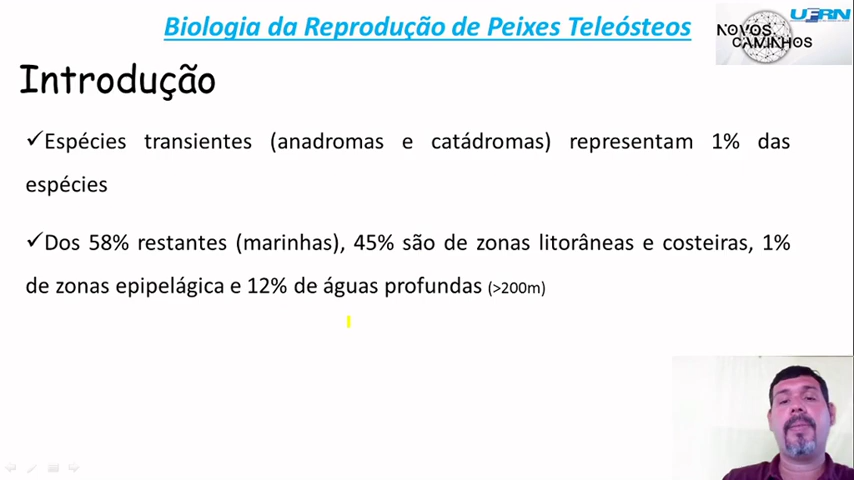 Biologia da Reprodução de Peixes Teleósteos
NOVOS
CAMINHOS
UFRN
Introdução
✓Espécies transientes (anadromas e catádromas) representam 1% das
espécies
✓Dos 58% restantes (marinhas), 45% são de zonas litorâneas e costeiras, 1%
de zonas epipelágica e 12% de águas profundas (>200m)